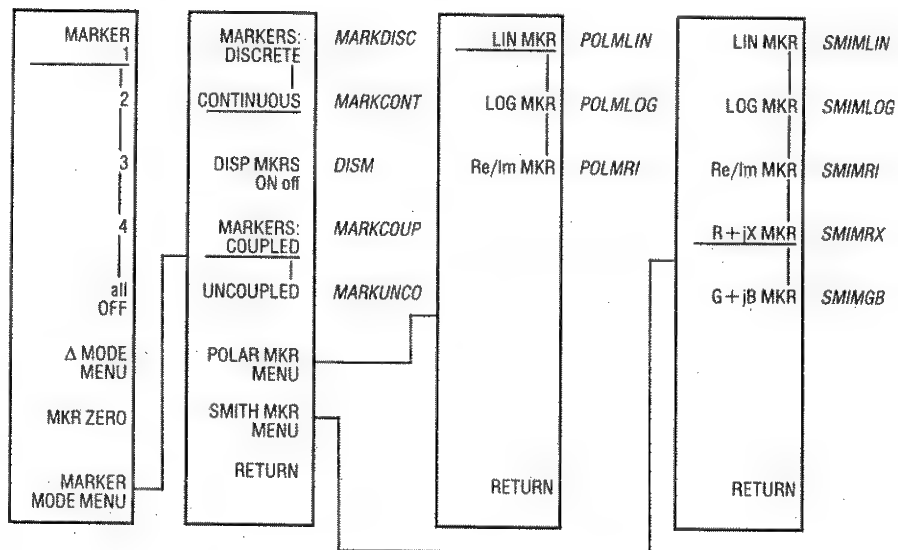 MARKER
1
2
3
4
all
OFF
Δ MODE
MENU
MKR ZERO
MARKER
MODE MENU
MARKERS:
DISCRETE
MARKDISC
CONTINUOUS
MARKCONT
DISP MKRS
ON off
DISM
MARKERS:
COUPLED
MARKCOUP
UNCOUPLED
MARKUNCO
POLAR MKR
MENU
SMITH MKR
MENU
RETURN
LIN MKR
POLMLIN
LOG MKR
POLMLOG
Re/Im MKR
POLMRI
RETURN
LIN MKR
SMIMLIN
LOG MKR
SMIMLOG
Re/Im MKR
SMIMRI
R+jX MKR
SMIMRX
G+jB MKR
SMIMGB
RETURN